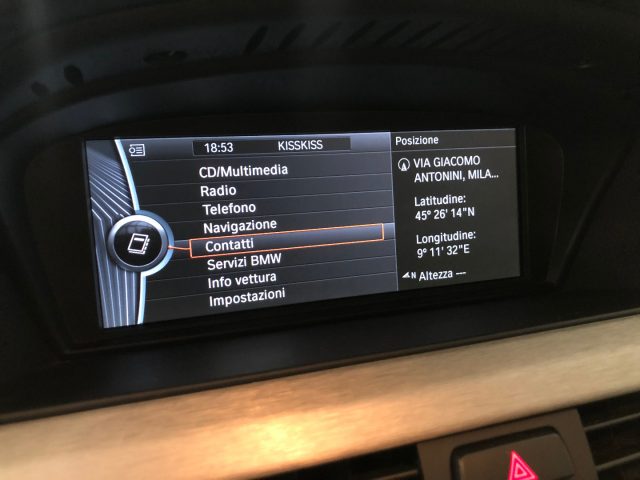 18:53 KISSKISS
CD/Multimedia
Radio
Telefono
Navigazione
Contatti
Servizi BMW
Info vettura
Impostazioni
Posizione
VIA GIACOMO
ANTONINI, MILA...
Latitudine:
45° 26' 14"N
Longitudine:
9° 11' 32"E
N Altezza ---